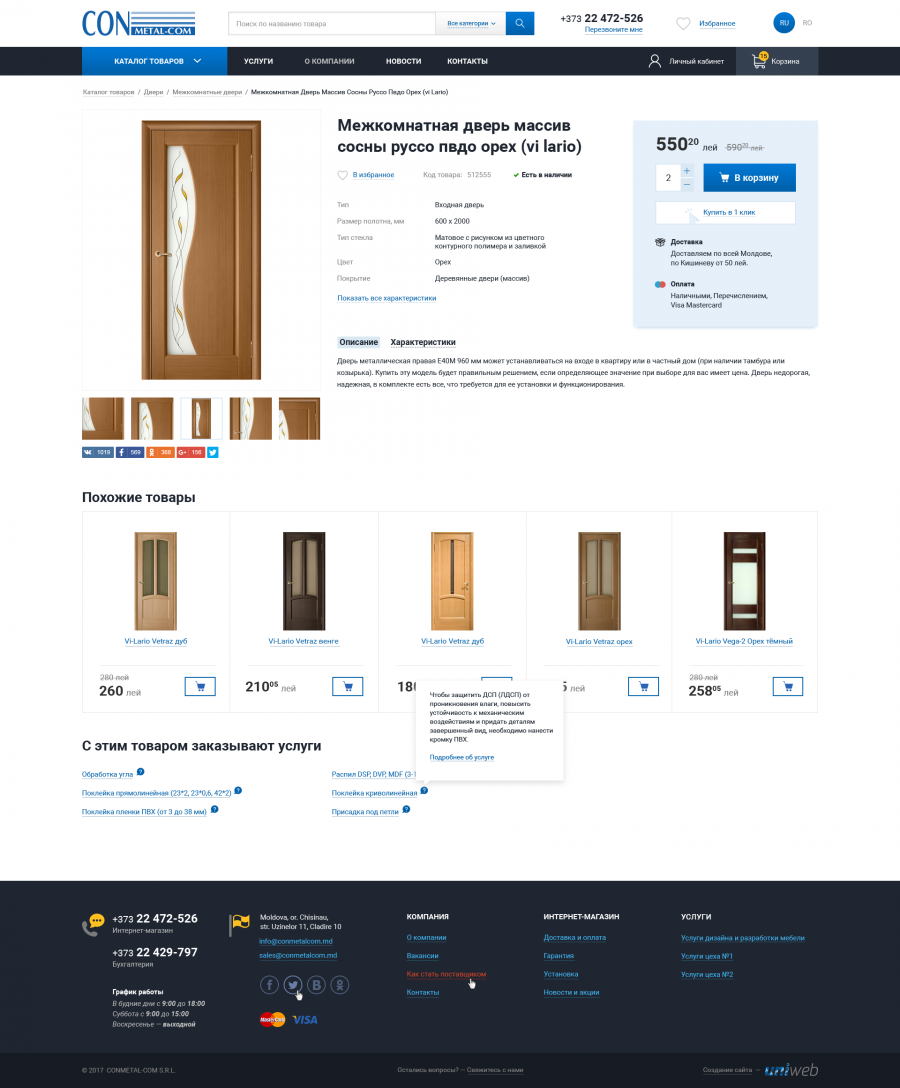 CON
METAL-COM
Поиск по названию товара
Все категории
+373 22 472-526
Перезвоните мне
Избранное
RU RO
КАТАЛОГ ТОВАРОВ
УСЛУГИ
О КОМПАНИИ
НОВОСТИ
КОНТАКТЫ
Личный кабинет
15
Корзина
Каталог товаров / Двери / Межкомнатные двери / Межкомнатная Дверь Массив Сосны Руссо Пвдо Орех (vi Lario)
Межкомнатная дверь массив
сосны руссо пвдо орех (vi lario)
В избранное
Код товара: 512555
Есть в наличии
Тип Входная дверь
Размер полотна, мм 600 x 2000
Тип стекла Матовое с рисунком из цветного
контурного полимера и заливкой
Цвет Орех
Покрытие Деревянные двери (массив)
Показать все характеристики
550 20 лей 590 20 лей
2 + −
В корзину
Купить в 1 клик
Доставка
Доставляем по всей Молдове,
по Кишиневу от 50 лей.
Оплата
Наличными, Перечислением,
Visa Mastercard
Описание Характеристики
Дверь металлическая правая Е40М 960 мм может устанавливаться на входе в квартиру или в частный дом (при наличии тамбура или
козырька). Купить эту модель будет правильным решением, если определяющее значение при выборе для вас имеет цена. Дверь недорогая,
надежная, в комплекте есть все, что требуется для ее установки и функционирования.
1019 569 368 G+ 156
Похожие товары
Vi-Lario Vetraz дуб
280 лей
260 лей
Vi-Lario Vetraz венге
210 05 лей
Vi-Lario Vetraz дуб
180
Vi-Lario Vetraz орех
5 лей
Vi-Lario Vega-2 Орех тёмный
280 лей
258 05 лей
Чтобы защитить ДСП (ЛДСП) от
проникновения влаги, повысить
устойчивость к механическим
воздействиям и придать деталям
завершенный вид, необходимо нанести
кромку ПВХ.
Подробнее об услуге
С этим товаром заказывают услуги
Обработка угла ?
Распил DSP, DVP, MDF (3-1
Поклейка прямолинейная (23*2, 23*0,6, 42*2) ?
Поклейка криволинейная ?
Поклейка пленки ПВХ (от 3 до 38 мм) ?
Присадка под петли ?
+373 22 472-526
Интернет-магазин
+373 22 429-797
Бухгалтерия
График работы
В будние дни с 9:00 до 18:00
Суббота с 9:00 до 15:00
Воскресенье — выходной
Moldova, or. Chisinau,
str. Uzinelor 11, Cladire 10
info@conmetalcom.md
sales@conmetalcom.md
MasterCard VISA
КОМПАНИЯ
О компании
Вакансии
Как стать поставщиком
Контакты
ИНТЕРНЕТ-МАГАЗИН
Доставка и оплата
Гарантия
Установка
Новости и акции
УСЛУГИ
Услуги дизайна и разработки мебели
Услуги цеха №1
Услуги цеха №2
© 2017 CONMETAL-COM S.R.L.
Остались вопросы? — Свяжитесь с нами
Создание сайта — uniweb